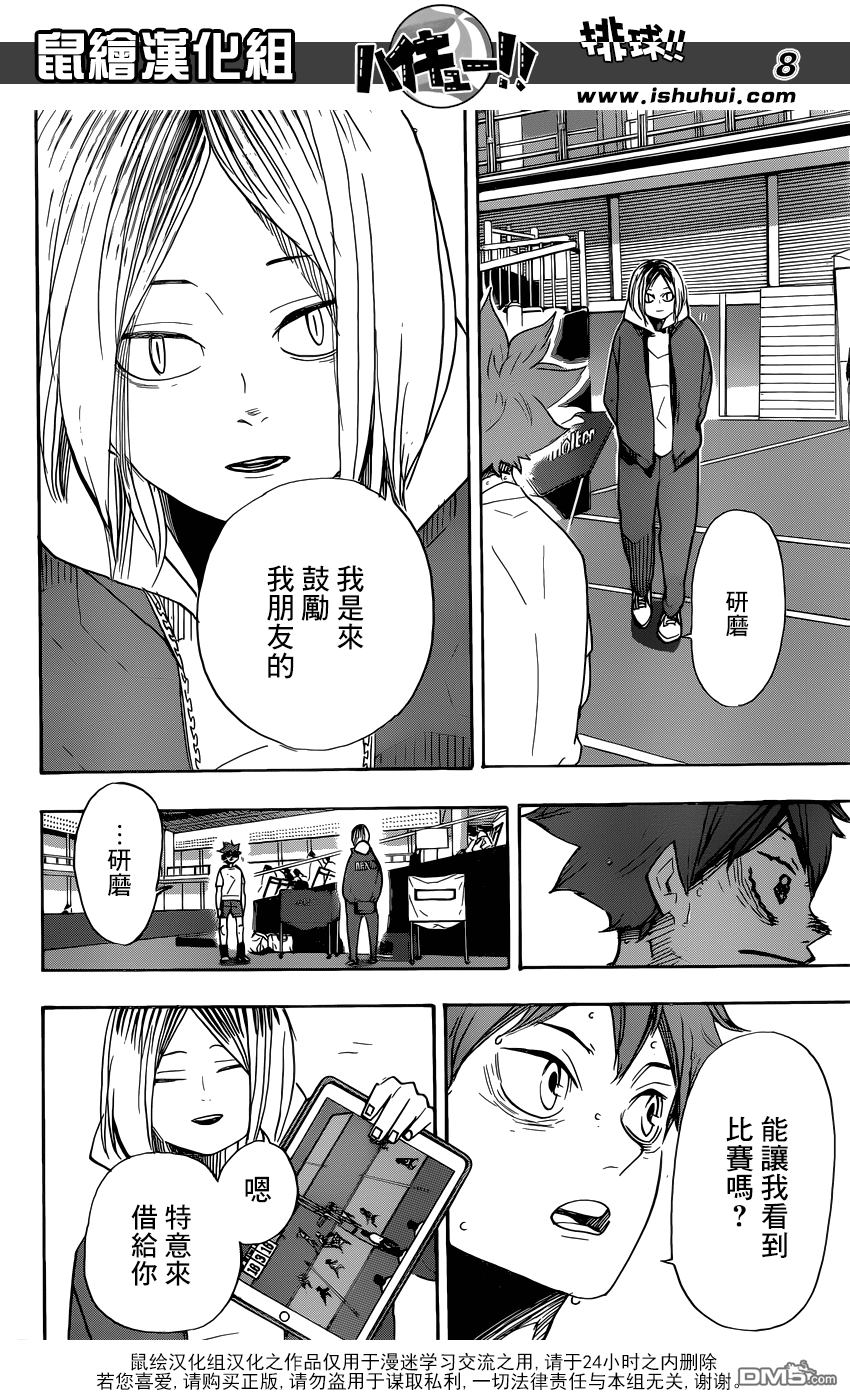 鼠繪漢化組
ハイキュー!!
排球!!
8
www.ishuhui.com
研磨
我是來
鼓勵
我朋友的
…研磨
能讓我看到
比賽嗎?
嗯
特意來
借給你
鼠绘汉化组汉化之作品仅用于漫迷学习交流之用, 请于24小时之内删除
若您喜爱, 请购买正版, 请勿用于谋取私利, 一切法律责任与本组无关, 谢谢。
DM5.com